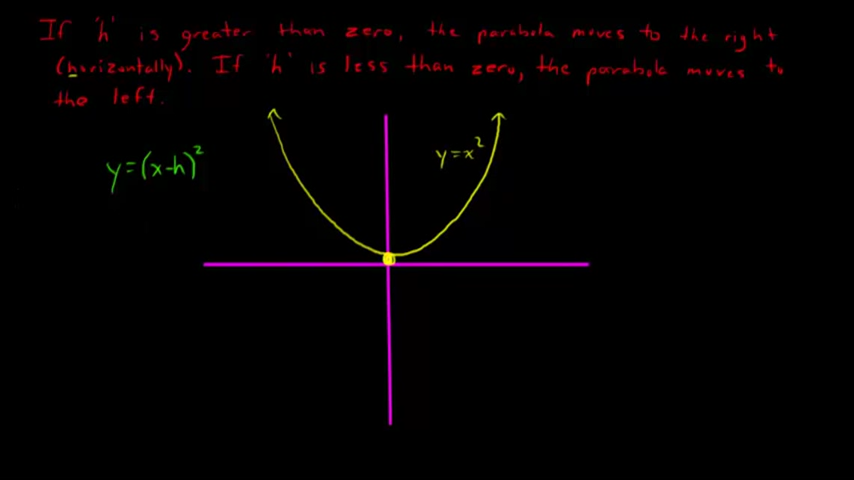 If 'h' is greater than zero, the parabola moves to the right
(horizontally). If 'h' is less than zero, the parabola moves to
the left.
y=(x-h)²
y=x²